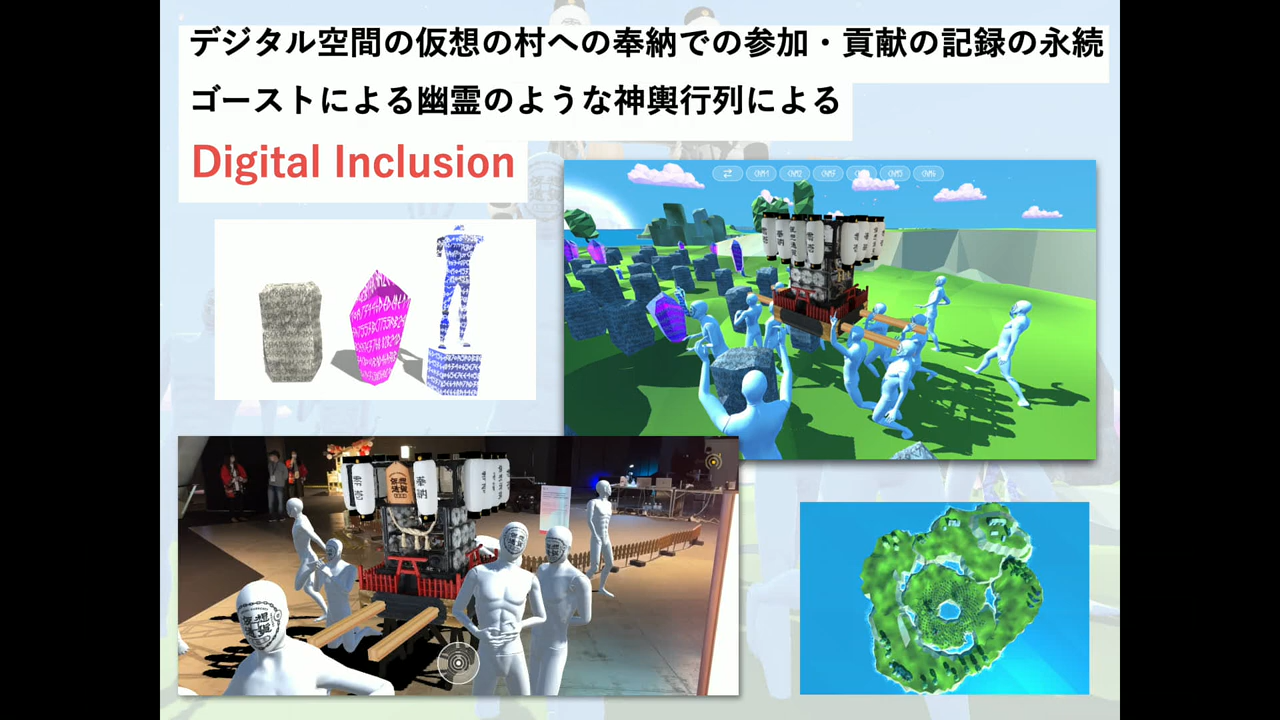 デジタル空間の仮想の村への奉納での参加・貢献の記録の永続
ゴーストによる幽霊のような神輿行列による
Digital Inclusion
奉納